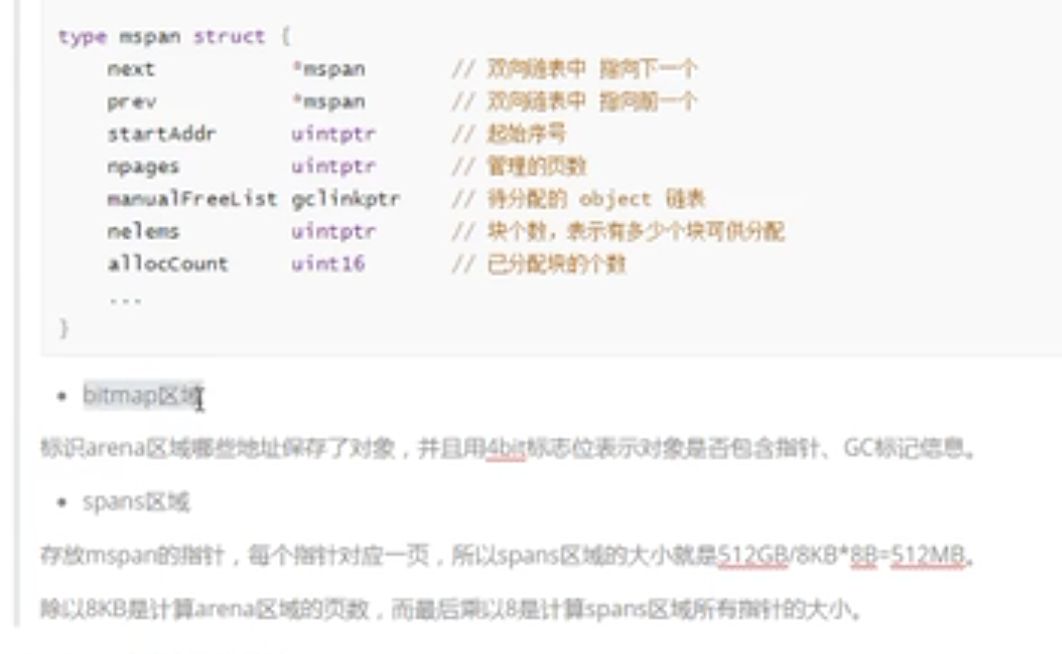 type mspan struct {
next *mspan // 双向链表中 指向下一个
prev *mspan // 双向链表中 指向前一个
startAddr uintptr // 起始序号
npages uintptr // 管理的页数
manualFreeList gclinkptr // 待分配的 object 链表
nelems uintptr // 块个数，表示有多少个块可供分配
allocCount uint16 // 已分配块的个数
...
}
• bitmap区域
标识arena区域哪些地址保存了对象，并且用4bit标志位表示对象是否包含指针、GC标记信息。
• spans区域
存放mspan的指针，每个指针对应一页，所以spans区域的大小就是512GB/8KB*8B=512MB。
除以8KB是计算arena区域的页数，而最后乘以8是计算spans区域所有指针的大小。